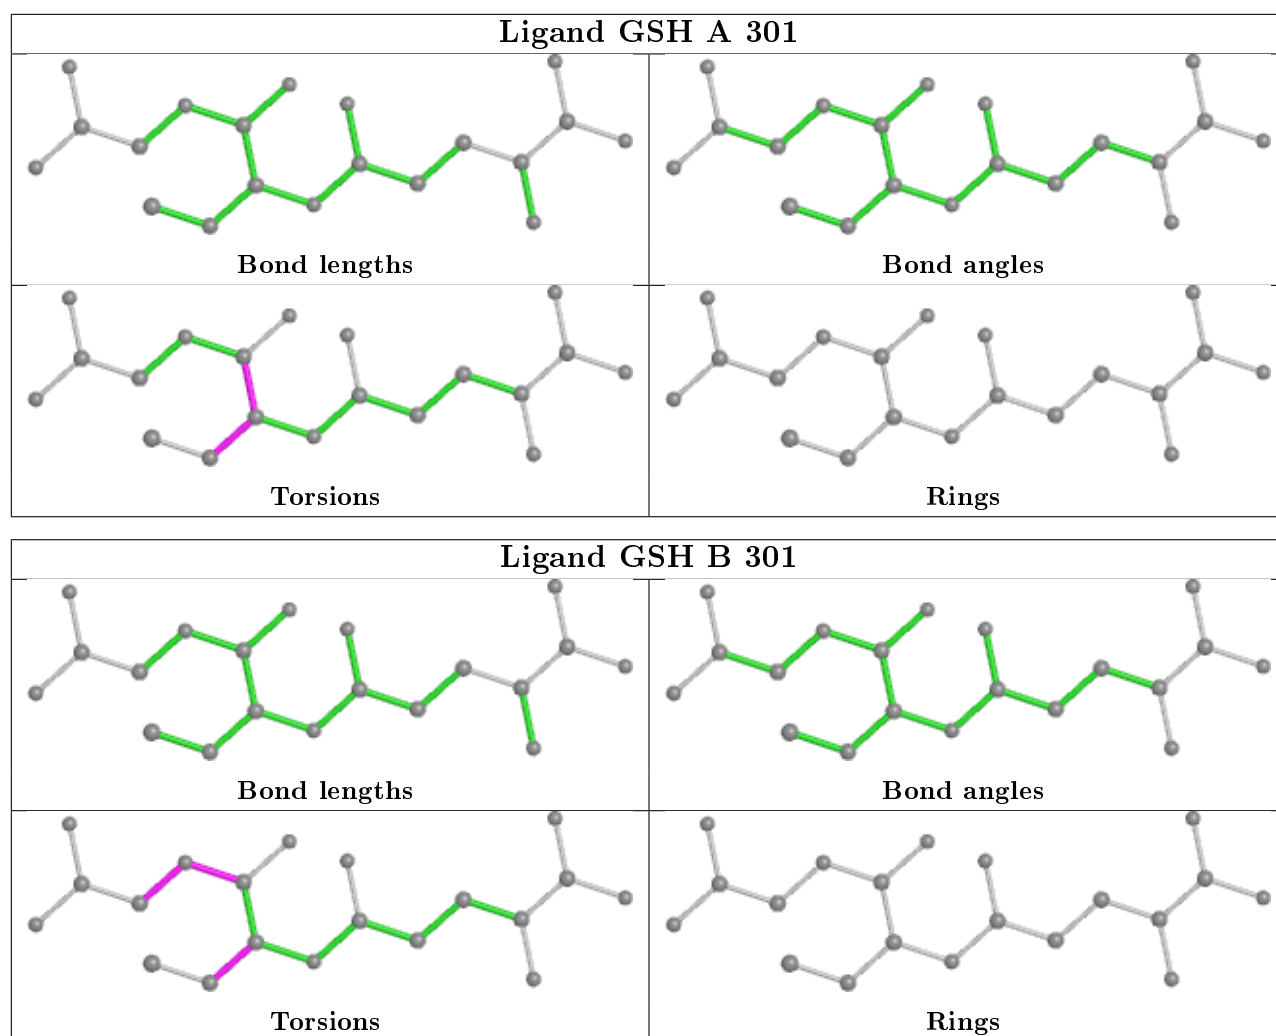 Ligand GSH A 301
Bond lengths
Bond angles
Torsions
Rings
Ligand GSH B 301
Bond lengths
Bond angles
Torsions
Rings